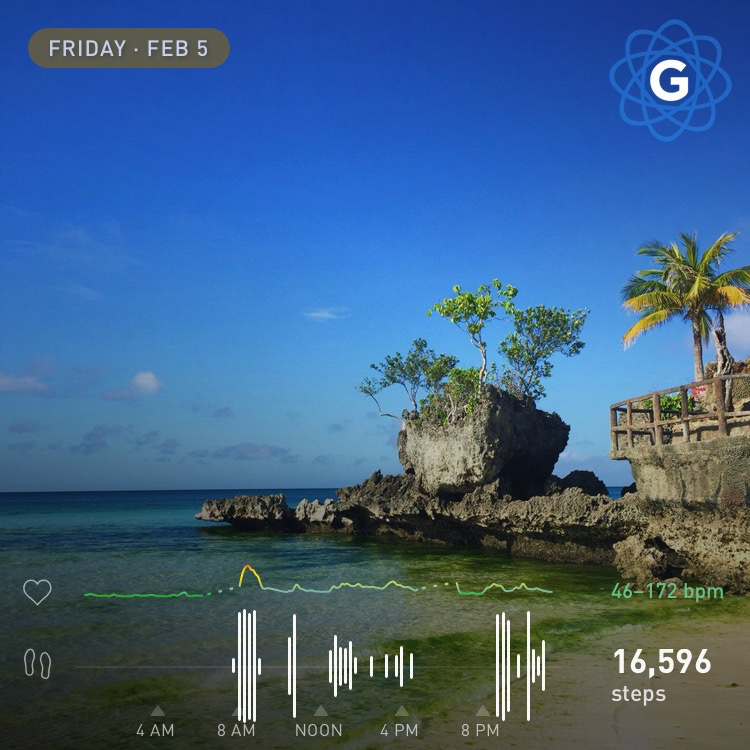 FRIDAY · FEB 5
G
46–172 bpm
16,596
steps
4 AM 8 AM NOON 4 PM 8 PM